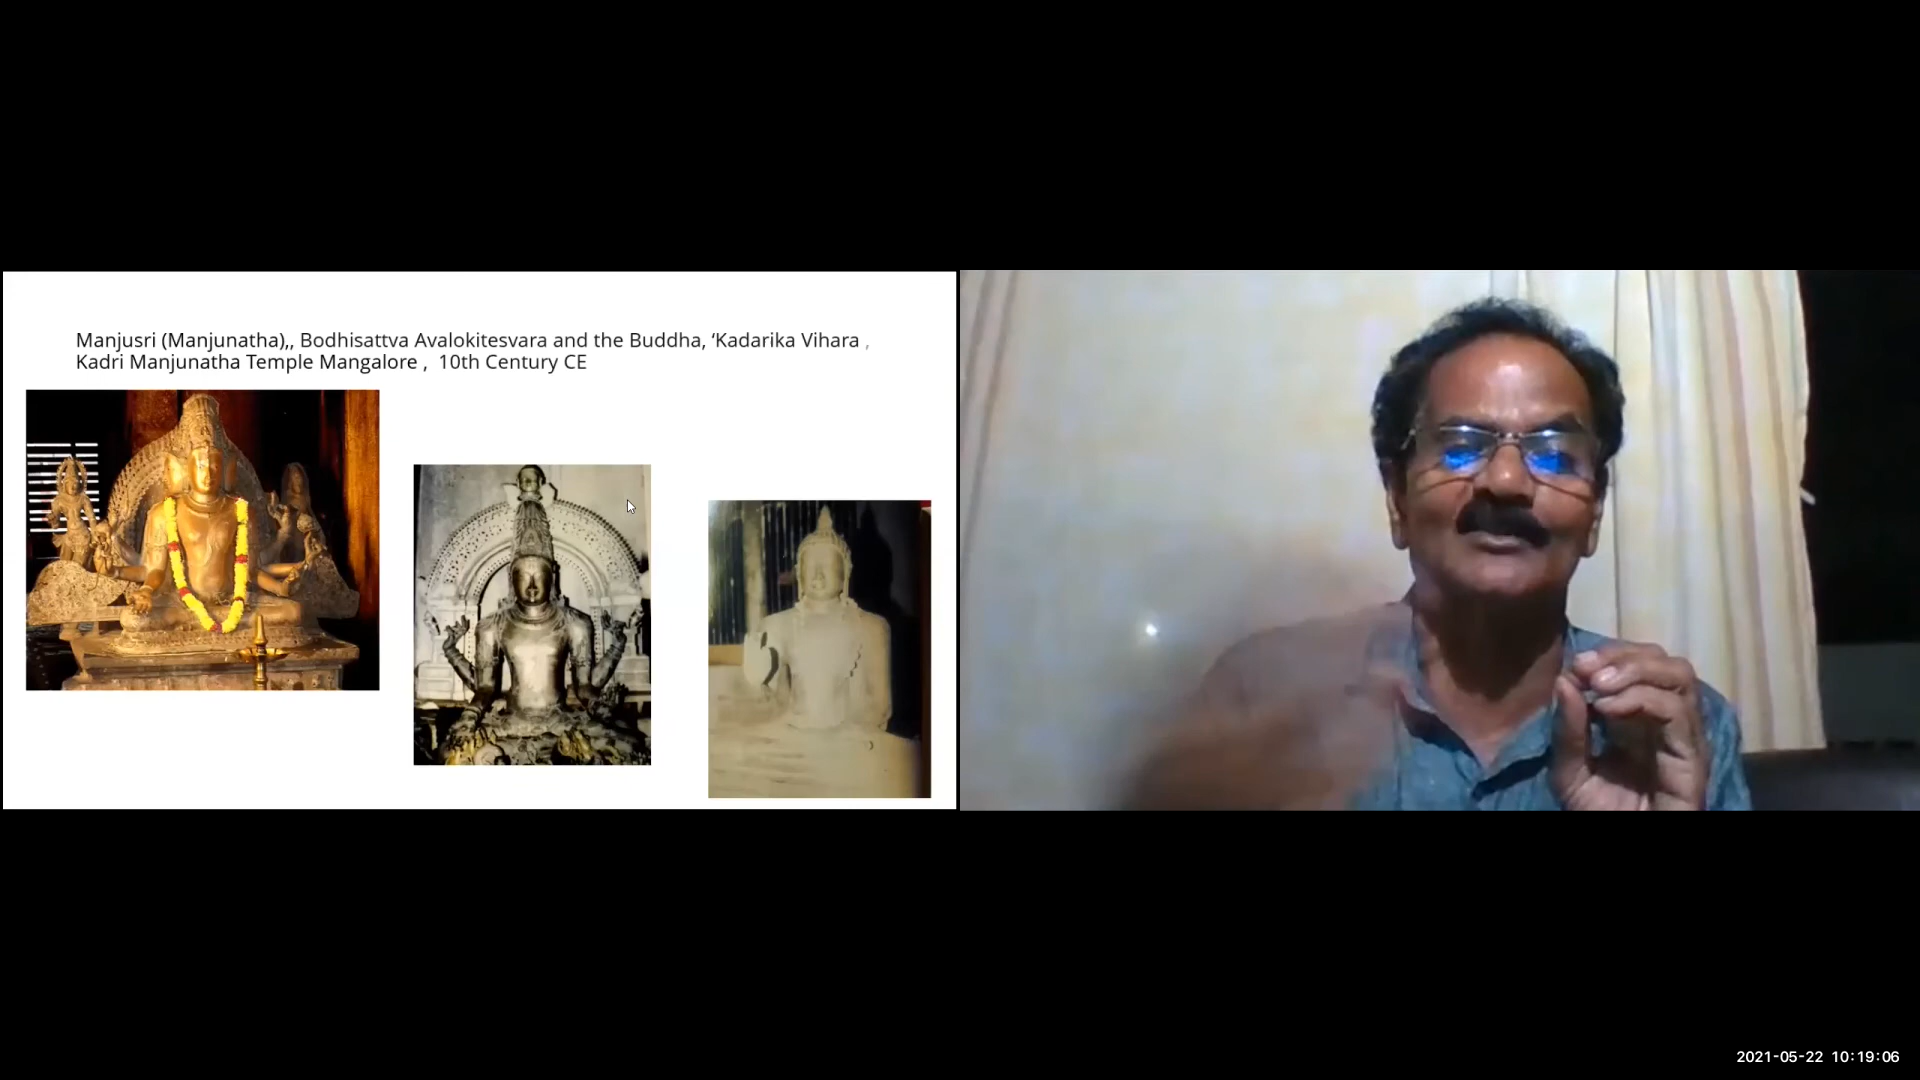 Manjusri (Manjunatha),, Bodhisattva Avalokitesvara and the Buddha, ‘Kadarika Vihara ,
Kadri Manjunatha Temple Mangalore ,  10th Century CE
2021-05-22 10:19:06